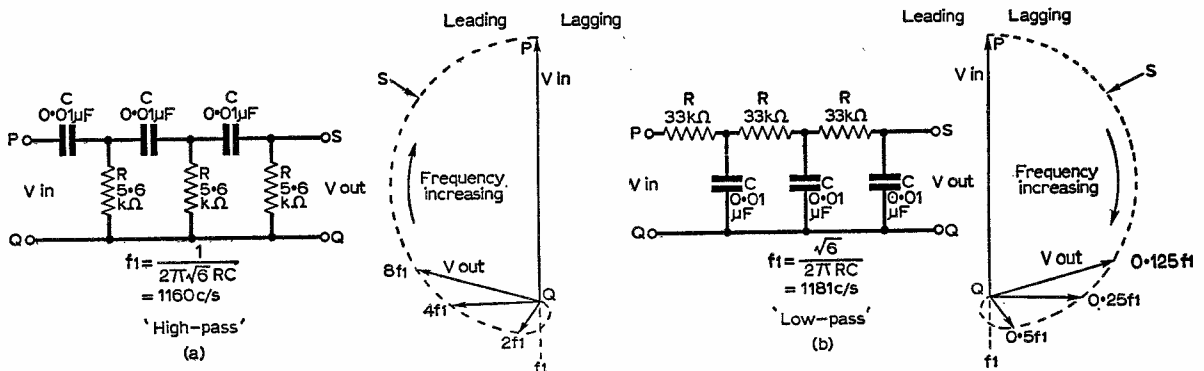 Leading Lagging
P
V in
S
C
0·01µF
C
0·01µF
C
0·01µF
P
S
V in
R
5·6
kΩ
R
5·6
kΩ
R
5·6
kΩ
V out
Q
Q
f1= 1
2π√6 RC
= 1160c/s
'High-pass'
(a)
Frequency
increasing
8f1
V out
Q
4f1
2f1
f1
Leading Lagging
P
V in
S
R
33kΩ
R
33kΩ
R
33kΩ
P
S
V in
C
0·01
µF
C
0·01
µF
C
0·01
µF
V out
Q
Q
f1= √6
2π RC
= 1181c/s
'Low-pass'
(b)
Frequency
increasing
V out
0·125f1
Q
0·25f1
0·5f1
f1